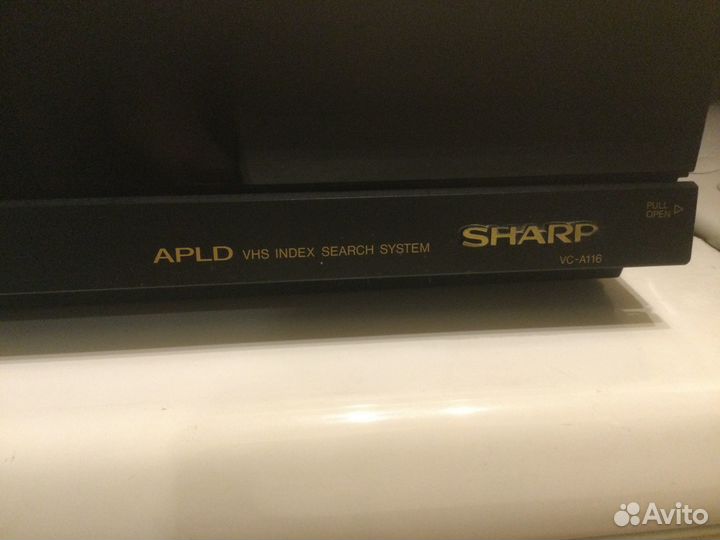 PULL
OPEN
APLD VHS INDEX SEARCH SYSTEM
SHARP
VC-A116
Avito